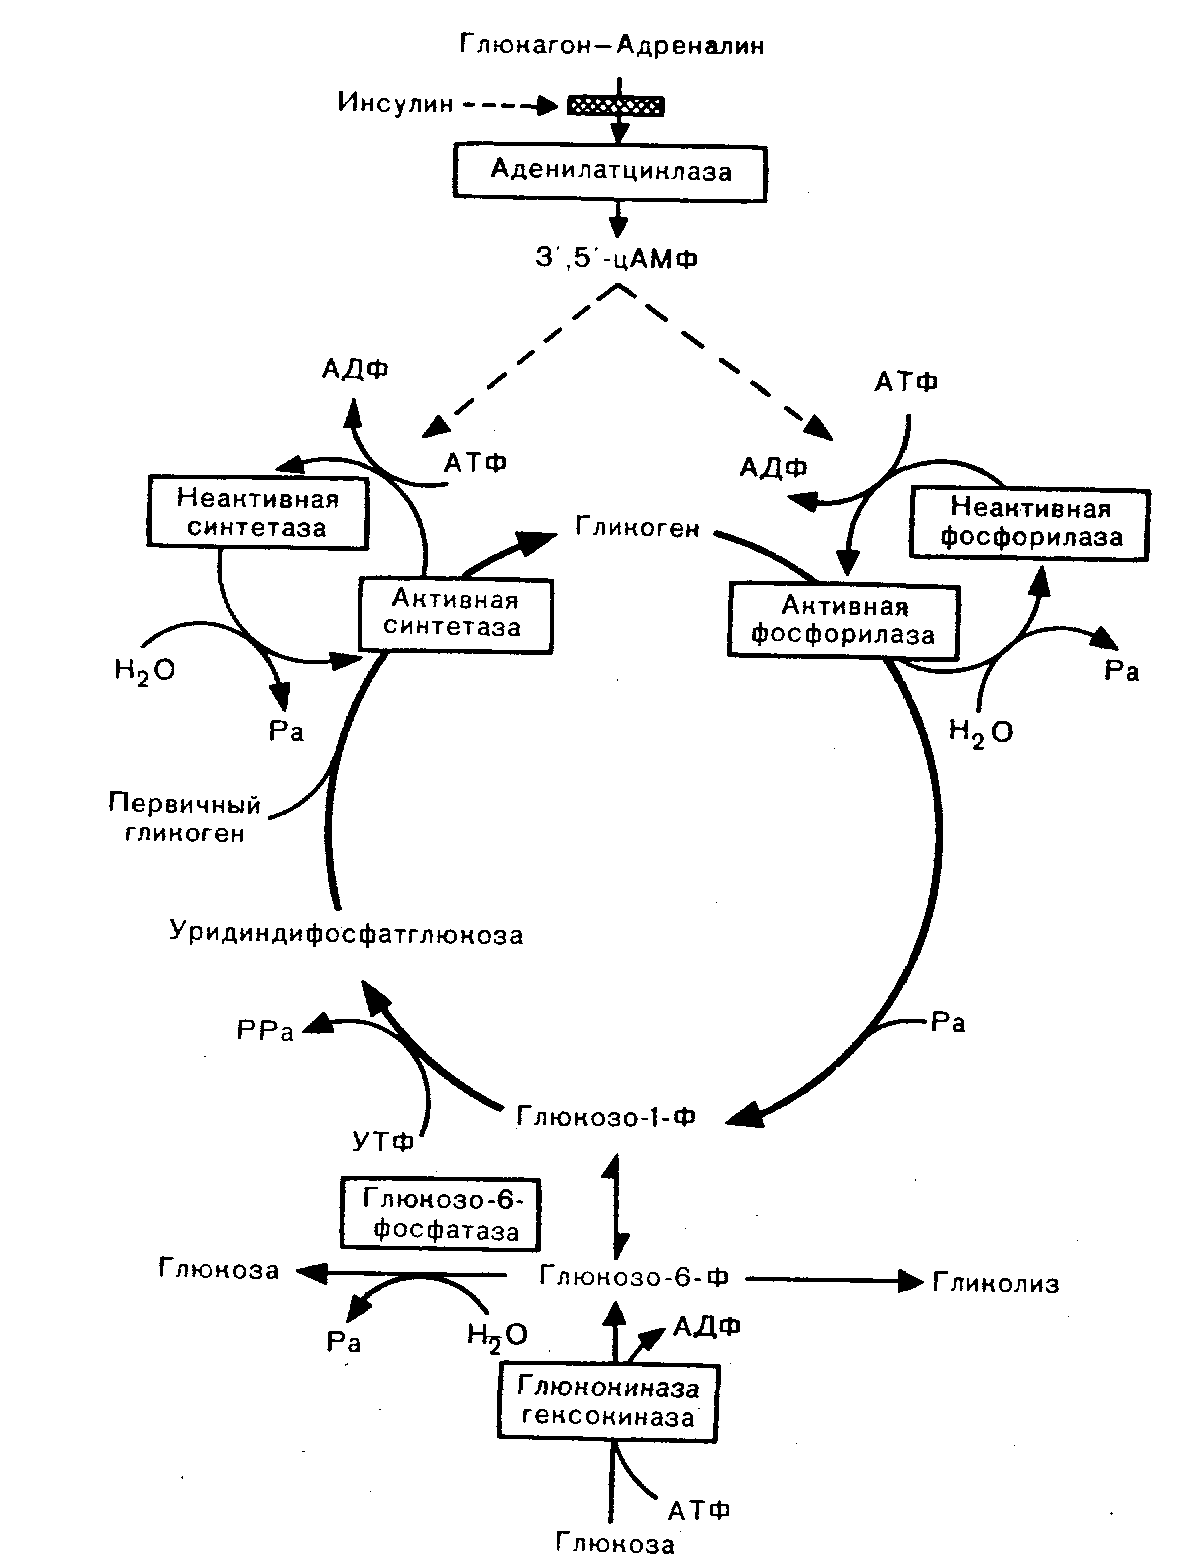 Глюкагон–Адреналин
Инсулин
Аденилатциклаза
3′,5′-цАМФ
АДФ
АТФ
АТФ
АДФ
Неактивная
синтетаза
Гликоген
Неактивная
фосфорилаза
Активная
синтетаза
Активная
фосфорилаза
H₂O
Pa
Pa
H₂O
Первичный
гликоген
Уридиндифосфатглюкоза
PPa
Pa
Глюкозо-1-Ф
УТФ
Глюкозо-6-
фосфатаза
Глюкоза
Глюкозо-6-Ф
Гликолиз
Pa
H₂O
АДФ
Глюкокиназа
гексокиназа
АТФ
Глюкоза